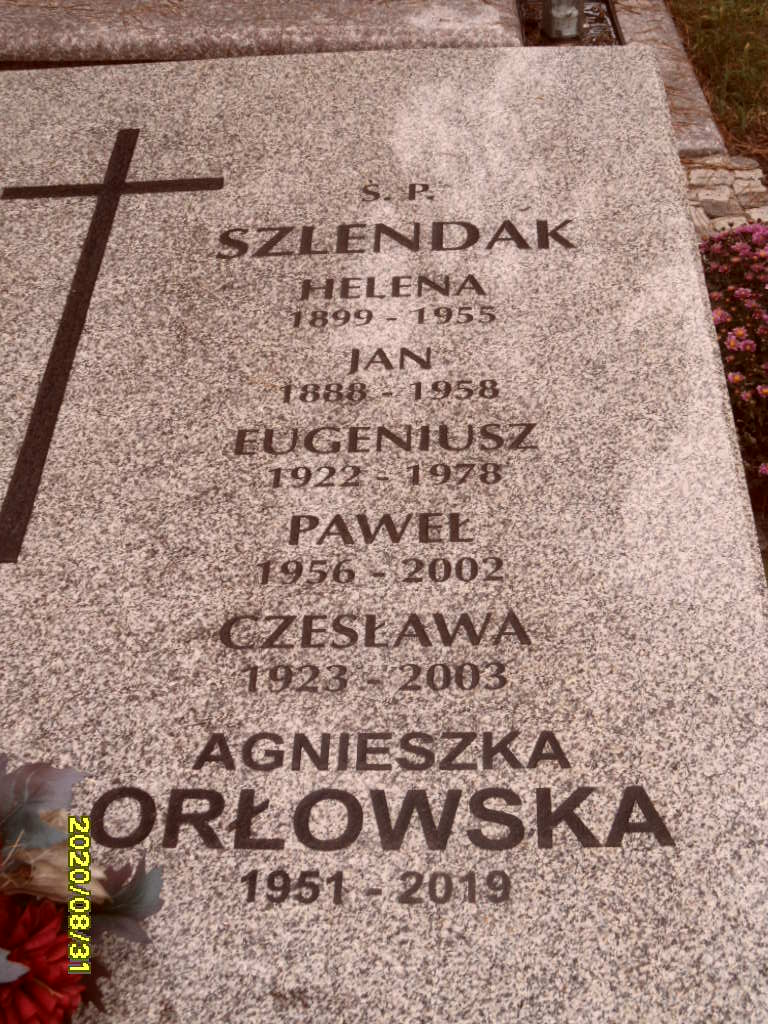 Ś. P.
SZLENDAK
HELENA
1899 - 1955
JAN
1888 - 1958
EUGENIUSZ
1922 - 1978
PAWEŁ
1956 - 2002
CZESŁAWA
1923 - 2003
AGNIESZKA
ORŁOWSKA
1951 - 2019
2020/08/31